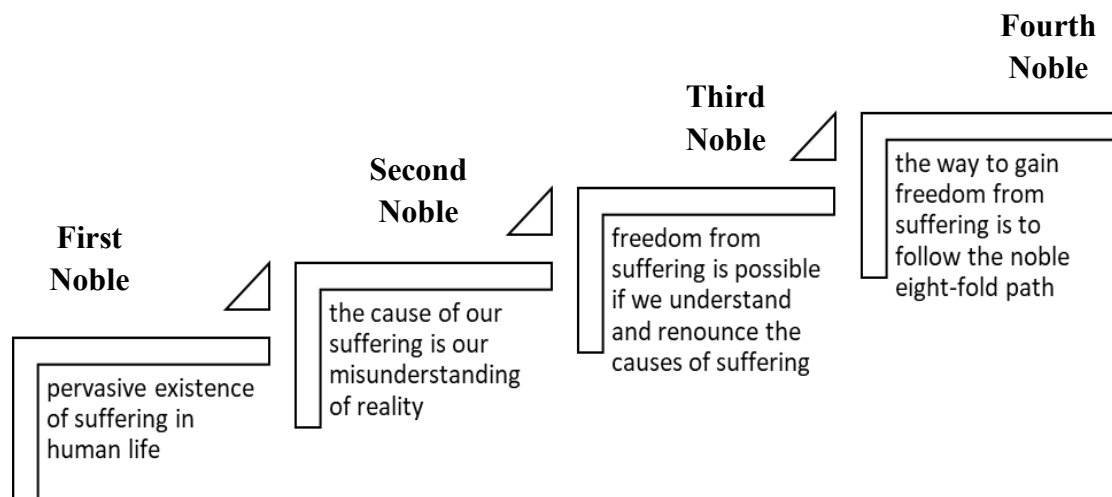 First
Noble
pervasive existence
of suffering in
human life
Second
Noble
the cause of our
suffering is our
misunderstanding
of reality
Third
Noble
freedom from
suffering is possible
if we understand
and renounce the
causes of suffering
Fourth
Noble
the way to gain
freedom from
suffering is to
follow the noble
eight-fold path